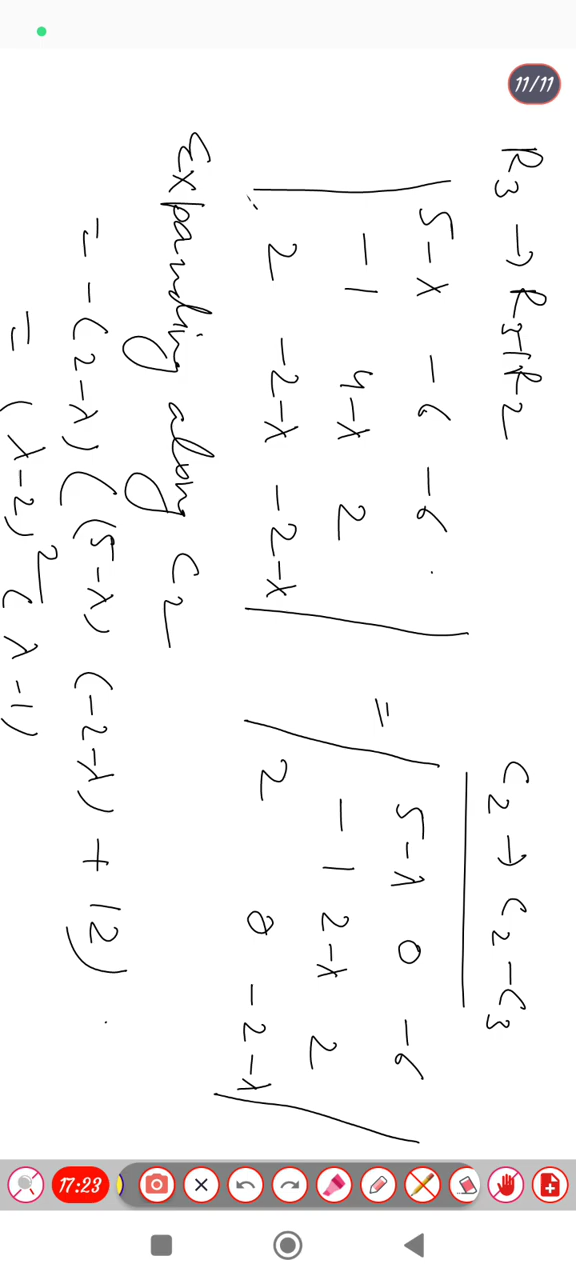 11/11
R3 → R3+R2
C2 → C2-C3
| 5-λ -6 -6 |
| -1 4-λ 2 |
| 2 -2-λ -2-λ |
=
| 5-λ 0 -6 |
| -1 2-λ 2 |
| 2 0 -2-λ |
Expanding along C2
= -(2-λ) ((5-λ) (-2-λ) + 12)
= (λ-2)² (λ-1)
17:23